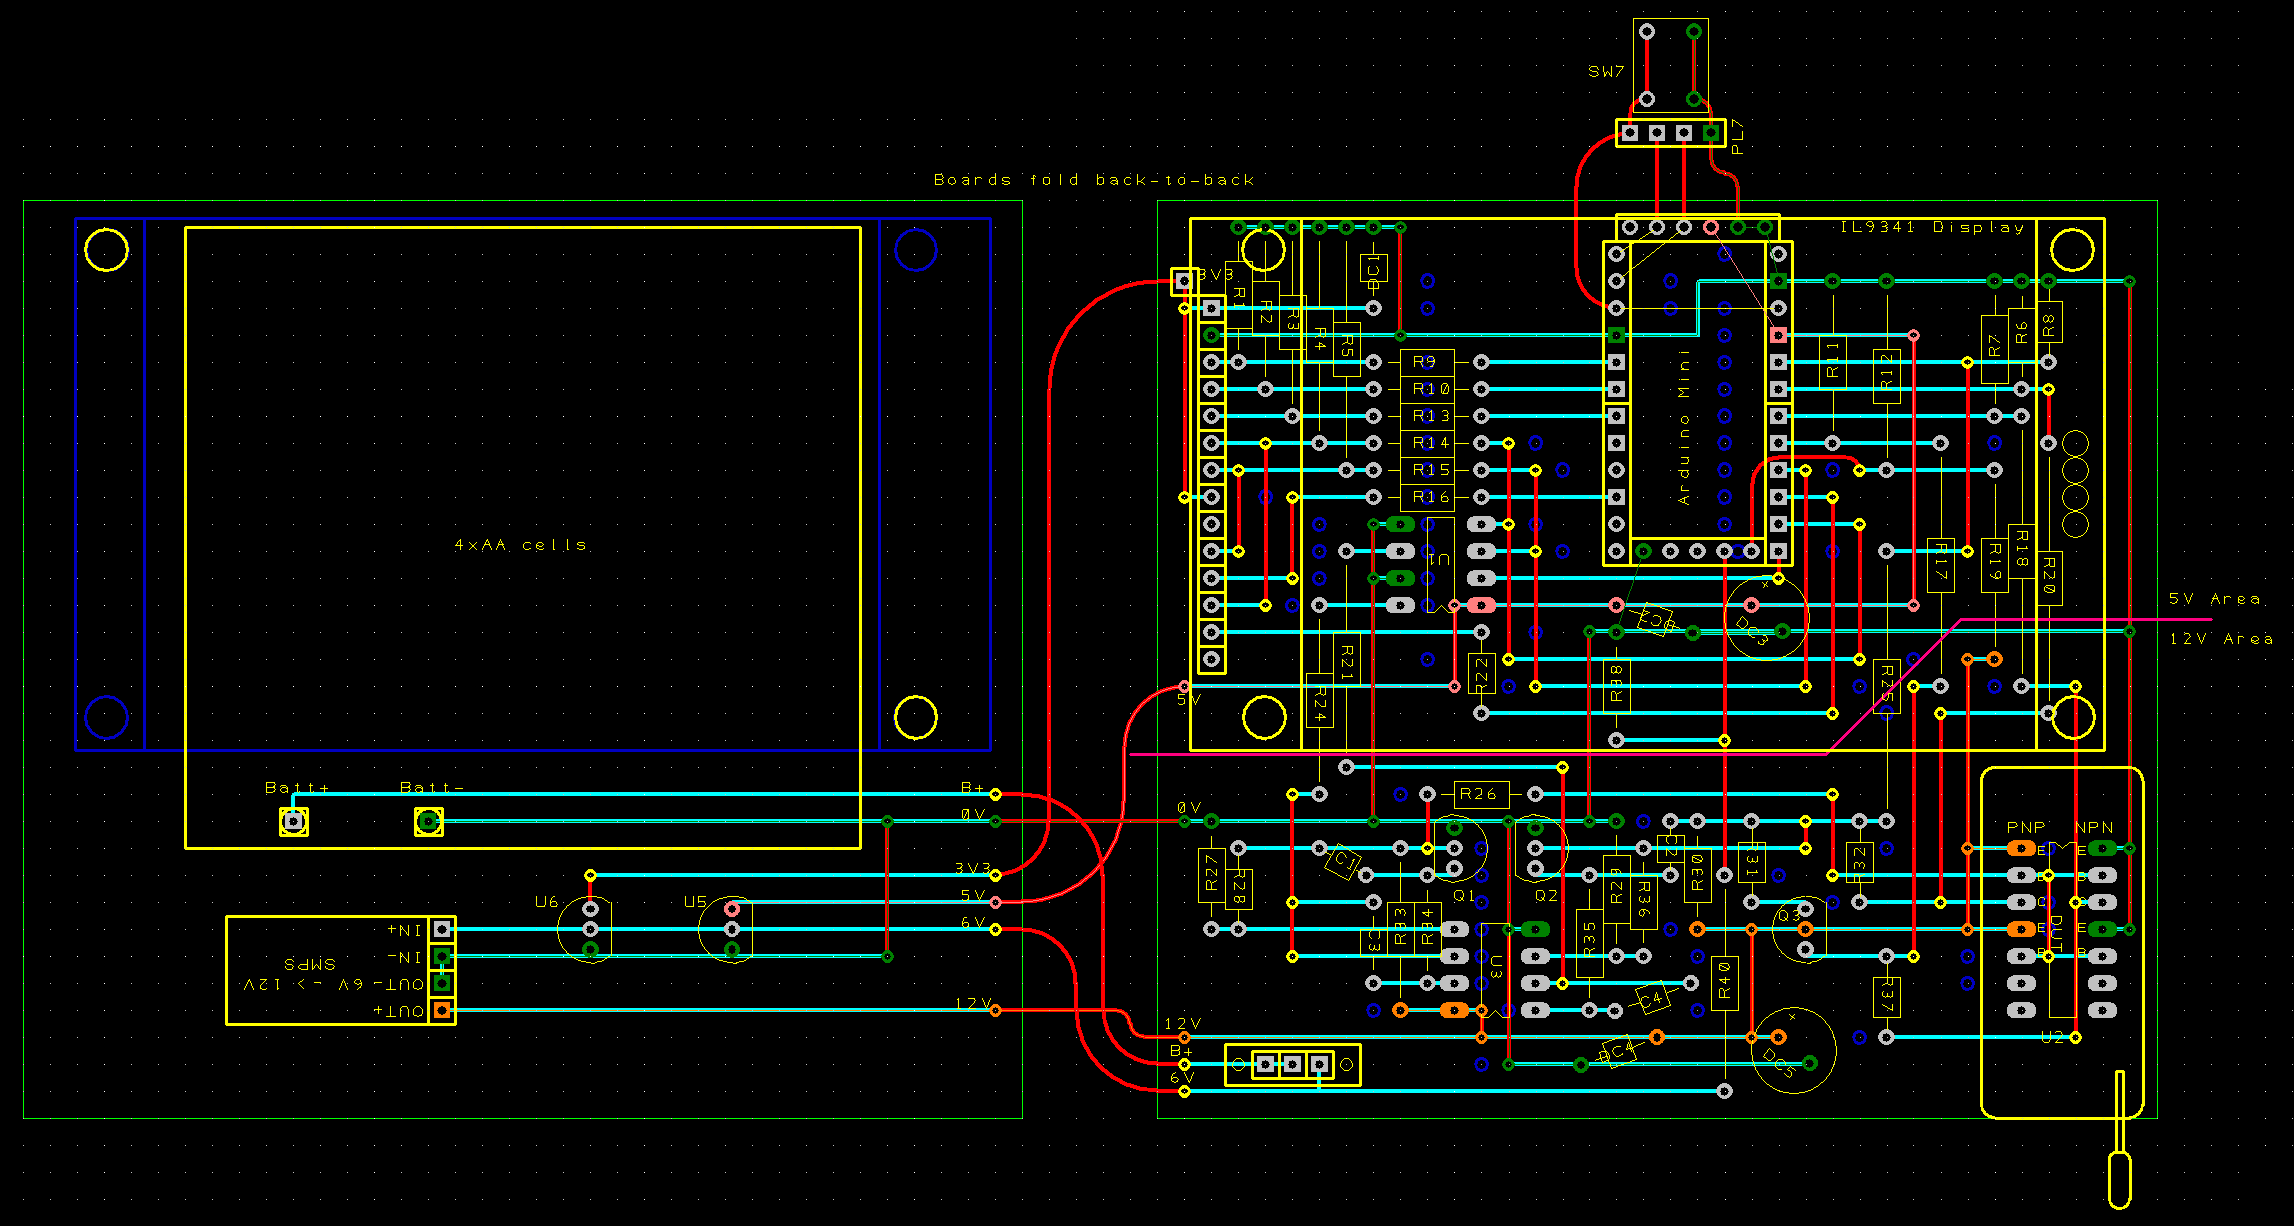 SW7
PL7
Boards fold back-to-back
IL9341 Display
3V3
DC1
R1
R2
R3
R4
R5
R9
R10
R13
R14
R15
R16
Arduino Mini
R11
R12
R7
R6
R8
4xAA cells
U1
R17
R19
R18
R20
5V Area
12V Area
DC3
R21
R22
R24
R25
5V
Batt+
Batt-
B+
0V
0V
R26
PNP
NPN
3V3
5V
6V
12V
U6
U5
IN+
IN-
OUT-
OUT+
SMPS
6V -> 12V
R27
R28
C1
Q1
Q2
C2
R29
R36
R30
R31
R32
Q3
E
E
B
B
C
C
E
E
B
B
DUT
C3
R33
R34
U3
R35
R40
C4
R37
U2
12V
B+
6V
DC4
DC5